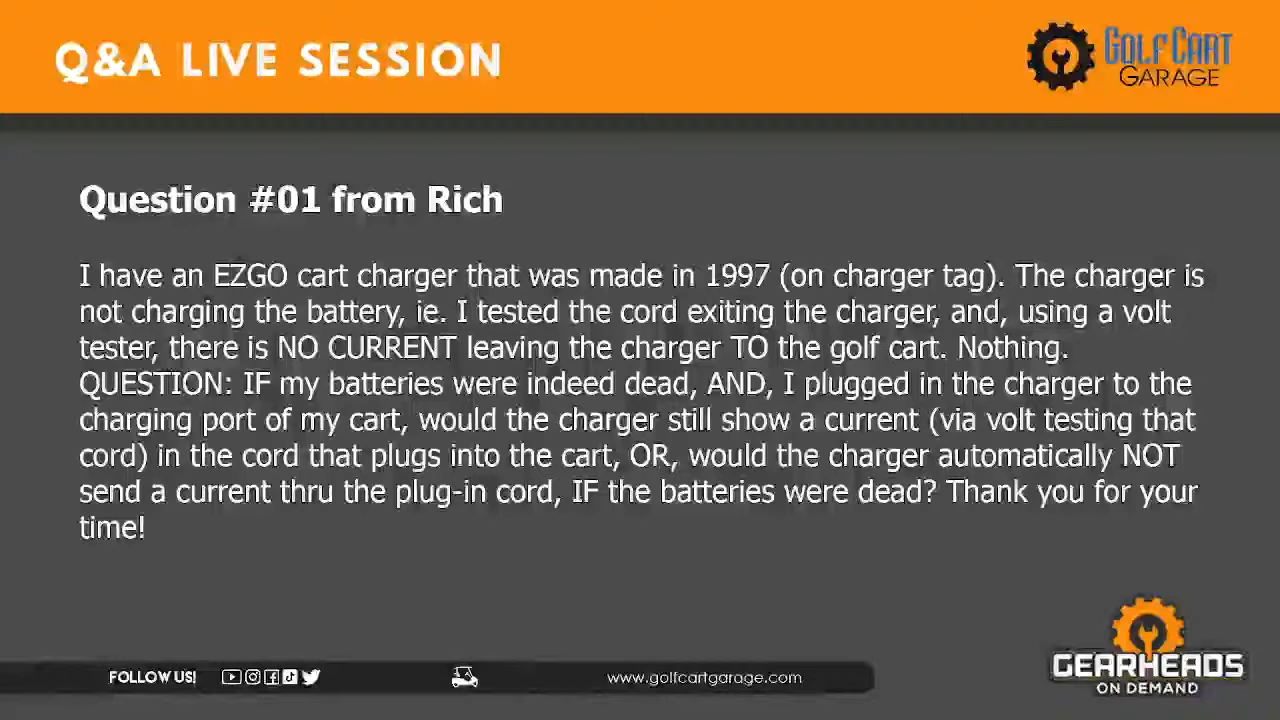 Q&A LIVE SESSION
GOLF CART
GARAGE
Question #01 from Rich
I have an EZGO cart charger that was made in 1997 (on charger tag). The charger is
not charging the battery, ie. I tested the cord exiting the charger, and, using a volt
tester, there is NO CURRENT leaving the charger TO the golf cart. Nothing.
QUESTION: IF my batteries were indeed dead, AND, I plugged in the charger to the
charging port of my cart, would the charger still show a current (via volt testing that
cord) in the cord that plugs into the cart, OR, would the charger automatically NOT
send a current thru the plug-in cord, IF the batteries were dead? Thank you for your
time!
GEARHEADS
ON DEMAND
FOLLOW US!
www.golfcartgarage.com